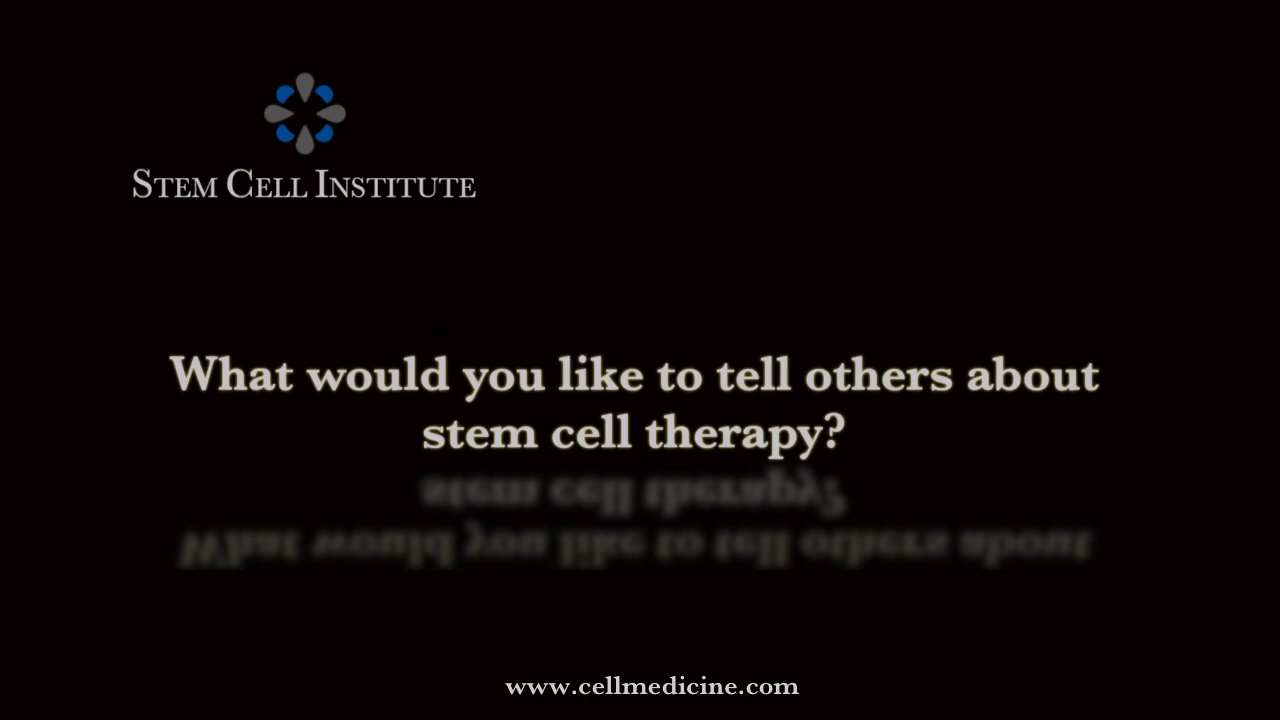 STEM CELL INSTITUTE
What would you like to tell others about
stem cell therapy?
www.cellmedicine.com